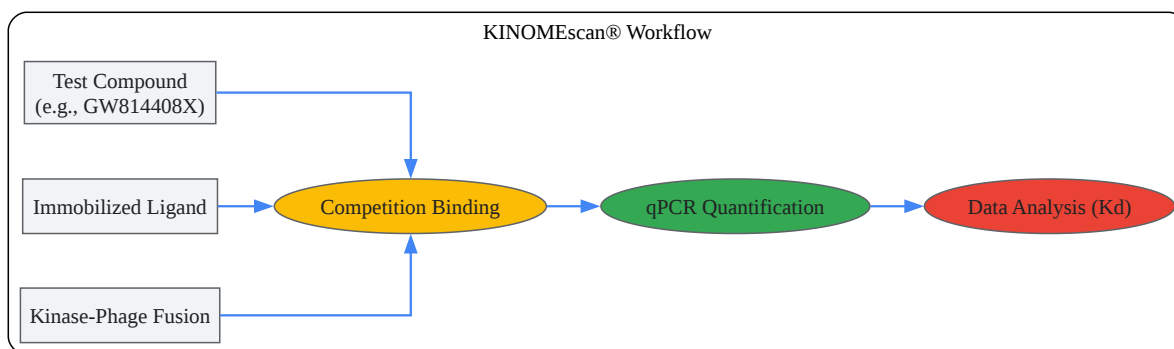 KINOMEscan® Workflow
Test Compound
(e.g., GW814408X)
Immobilized Ligand
Competition Binding
qPCR Quantification
Data Analysis (Kd)
Kinase-Phage Fusion